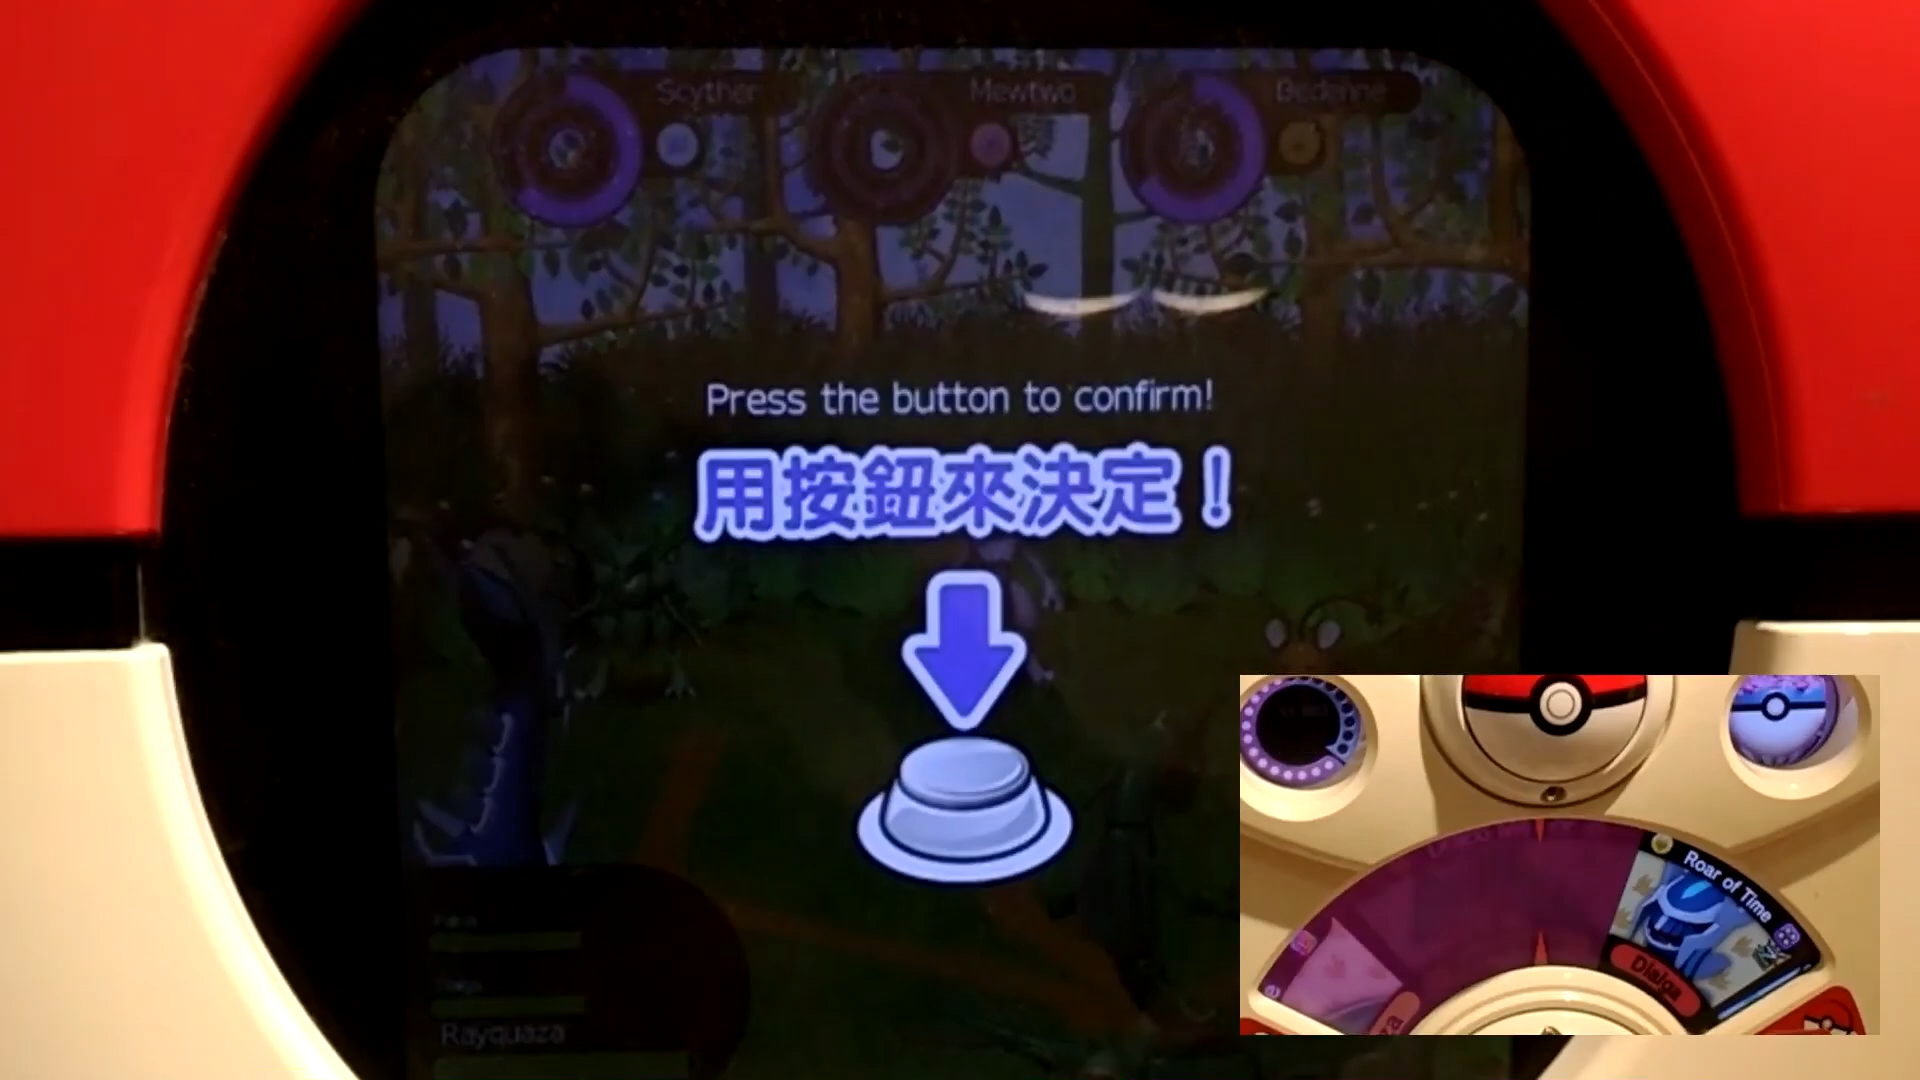 Scyther
Mewtwo
Dedenne
Press the button to confirm!
用按鈕來決定！
Rayquaza
Roar of Time
Dialga